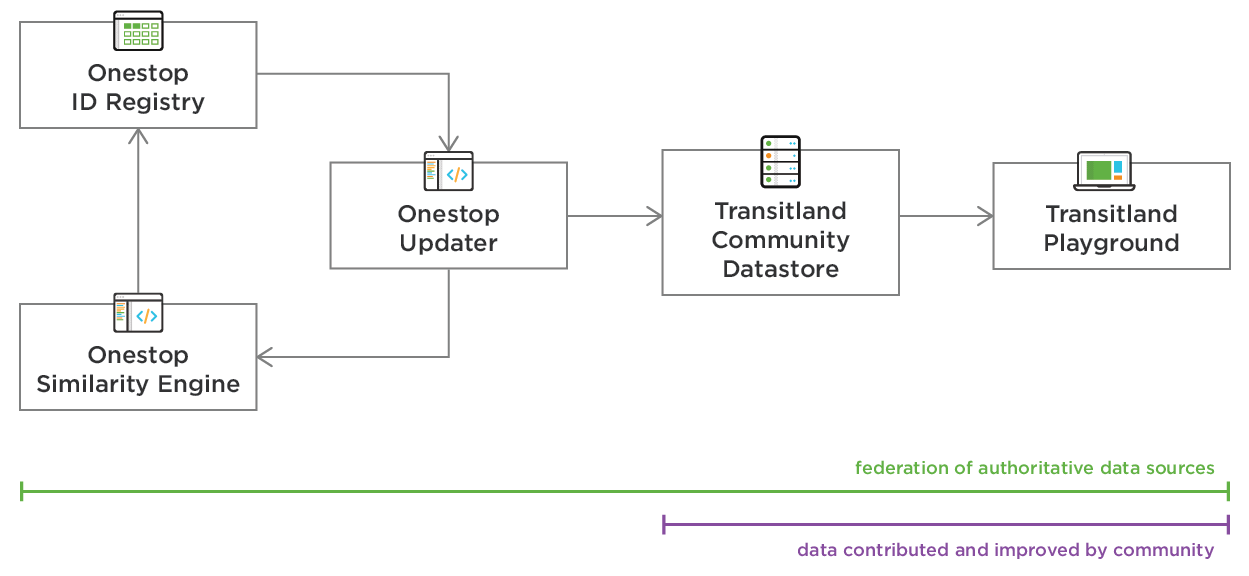 Onestop
ID Registry
Onestop
Updater
Transitland
Community
Datastore
Transitland
Playground
Onestop
Similarity Engine
federation of authoritative data sources
data contributed and improved by community